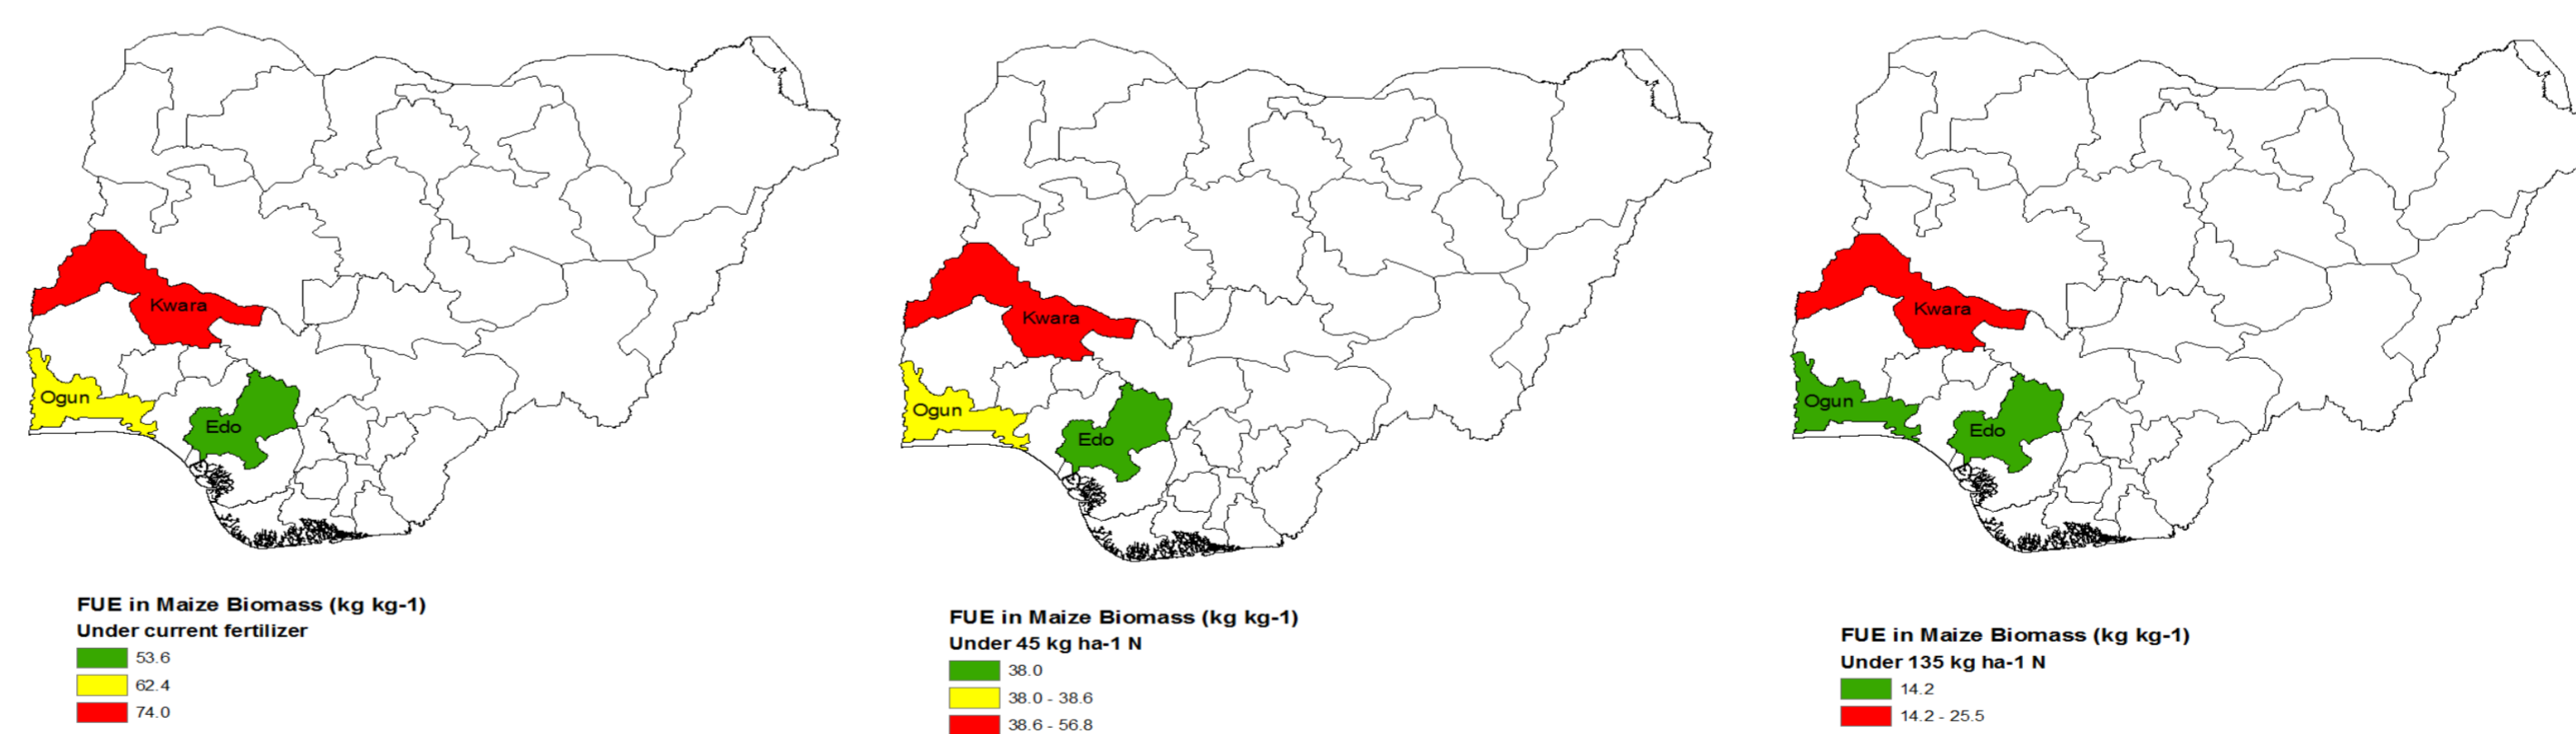 Kwara
Ogun
Edo
FUE in Maize Biomass (kg kg-1)
Under current fertilizer
53.6
62.4
74.0
Kwara
Ogun
Edo
FUE in Maize Biomass (kg kg-1)
Under 45 kg ha-1 N
38.0
38.0 - 38.6
38.6 - 56.8
Kwara
Ogun
Edo
FUE in Maize Biomass (kg kg-1)
Under 135 kg ha-1 N
14.2
14.2 - 25.5